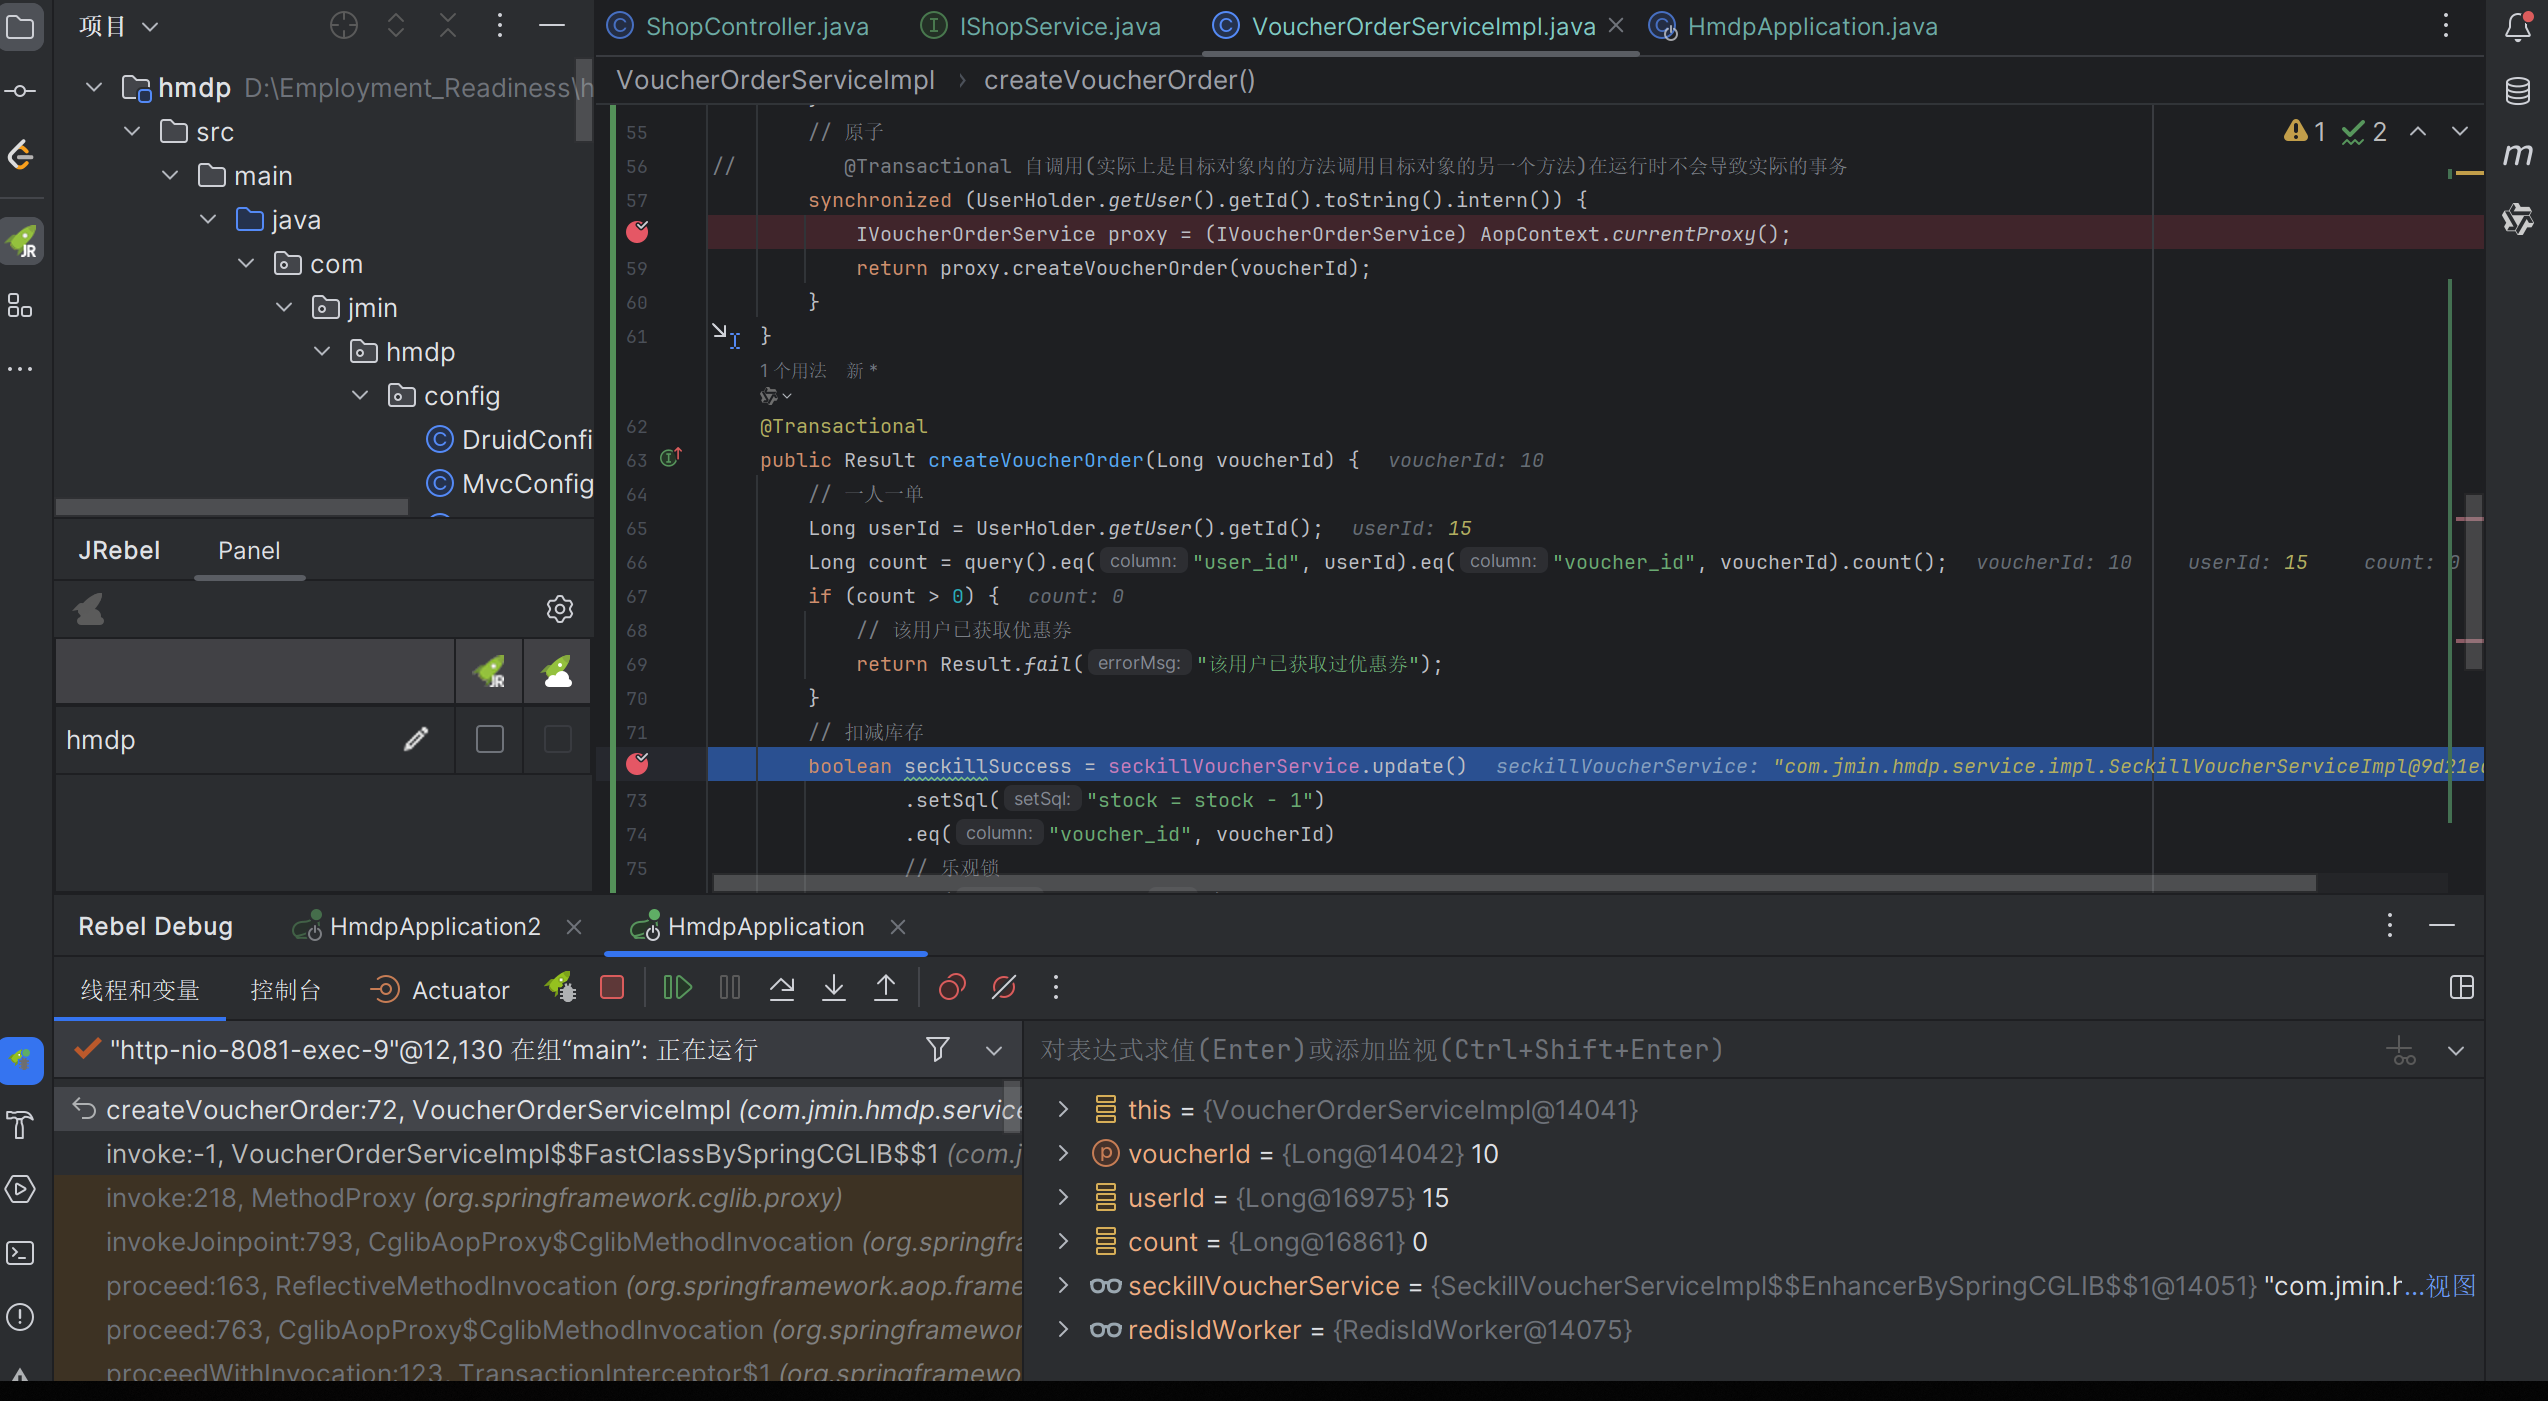 项目
ShopController.java
IShopService.java
VoucherOrderServiceImpl.java
HmdpApplication.java
hmdp D:\Employment_Readiness\h
src
main
java
com
jmin
hmdp
config
DruidConfi
MvcConfig
VoucherOrderServiceImpl › createVoucherOrder()
1 2
55 // 原子
56 // @Transactional 自调用(实际上是目标对象内的方法调用目标对象的另一个方法)在运行时不会导致实际的事务
57 synchronized (UserHolder.getUser().getId().toString().intern()) {
IVoucherOrderService proxy = (IVoucherOrderService) AopContext.currentProxy();
59 return proxy.createVoucherOrder(voucherId);
60 }
61 }
1 个用法 新 *
62 @Transactional
63 public Result createVoucherOrder(Long voucherId) { voucherId: 10
64 // 一人一单
65 Long userId = UserHolder.getUser().getId(); userId: 15
66 Long count = query().eq( column: "user_id", userId).eq( column: "voucher_id", voucherId).count(); voucherId: 10 userId: 15 count: 0
67 if (count > 0) { count: 0
68 // 该用户已获取优惠券
69 return Result.fail( errorMsg: "该用户已获取过优惠券");
70 }
71 // 扣减库存
boolean seckillSuccess = seckillVoucherService.update() seckillVoucherService: "com.jmin.hmdp.service.impl.SeckillVoucherServiceImpl@9d21e
73 .setSql( setSql: "stock = stock - 1")
74 .eq( column: "voucher_id", voucherId)
75 // 乐观锁
JRebel Panel
JR
JR
hmdp
Rebel Debug
HmdpApplication2
HmdpApplication
线程和变量
控制台
Actuator
"http-nio-8081-exec-9"@12,130 在组“main”: 正在运行
createVoucherOrder:72, VoucherOrderServiceImpl (com.jmin.hmdp.service
invoke:-1, VoucherOrderServiceImpl$$FastClassBySpringCGLIB$$1 (com.j
invoke:218, MethodProxy (org.springframework.cglib.proxy)
invokeJoinpoint:793, CglibAopProxy$CglibMethodInvocation (org.springfra
proceed:163, ReflectiveMethodInvocation (org.springframework.aop.frame
proceed:763, CglibAopProxy$CglibMethodInvocation (org.springframewor
proceedWithInvocation:123, TransactionInterceptor$1 (org.springframewo
对表达式求值(Enter)或添加监视(Ctrl+Shift+Enter)
this = {VoucherOrderServiceImpl@14041}
voucherId = {Long@14042} 10
userId = {Long@16975} 15
count = {Long@16861} 0
seckillVoucherService = {SeckillVoucherServiceImpl$$EnhancerBySpringCGLIB$$1@14051} "com.jmin.h...视图
redisIdWorker = {RedisIdWorker@14075}